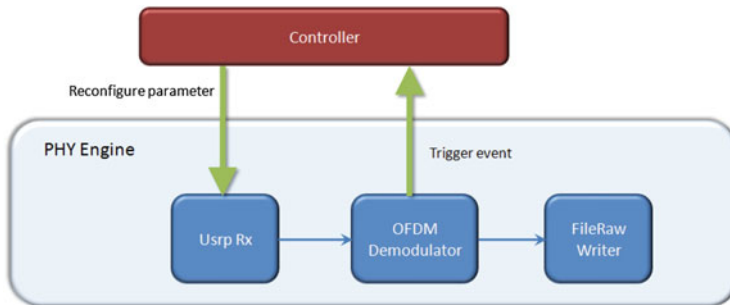 Controller
Reconfigure parameter
PHY Engine
Trigger event
Usrp Rx
OFDM
Demodulator
FileRaw
Writer